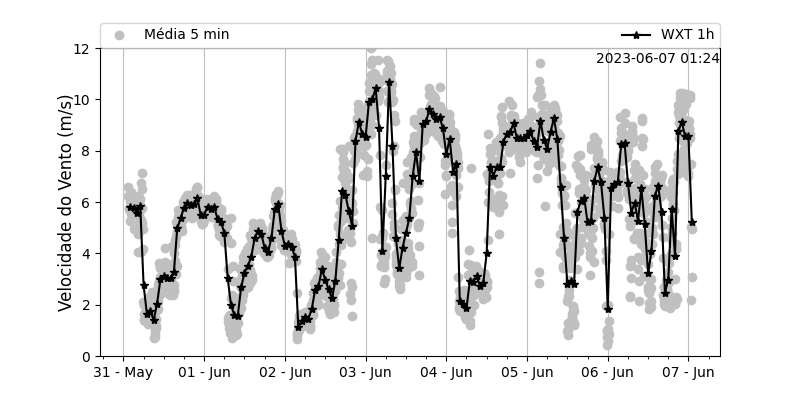 Média 5 min
WXT 1h
2023-06-07 01:24
Velocidade do Vento (m/s)
12
10
8
6
4
2
0
31 - May
01 - Jun
02 - Jun
03 - Jun
04 - Jun
05 - Jun
06 - Jun
07 - Jun